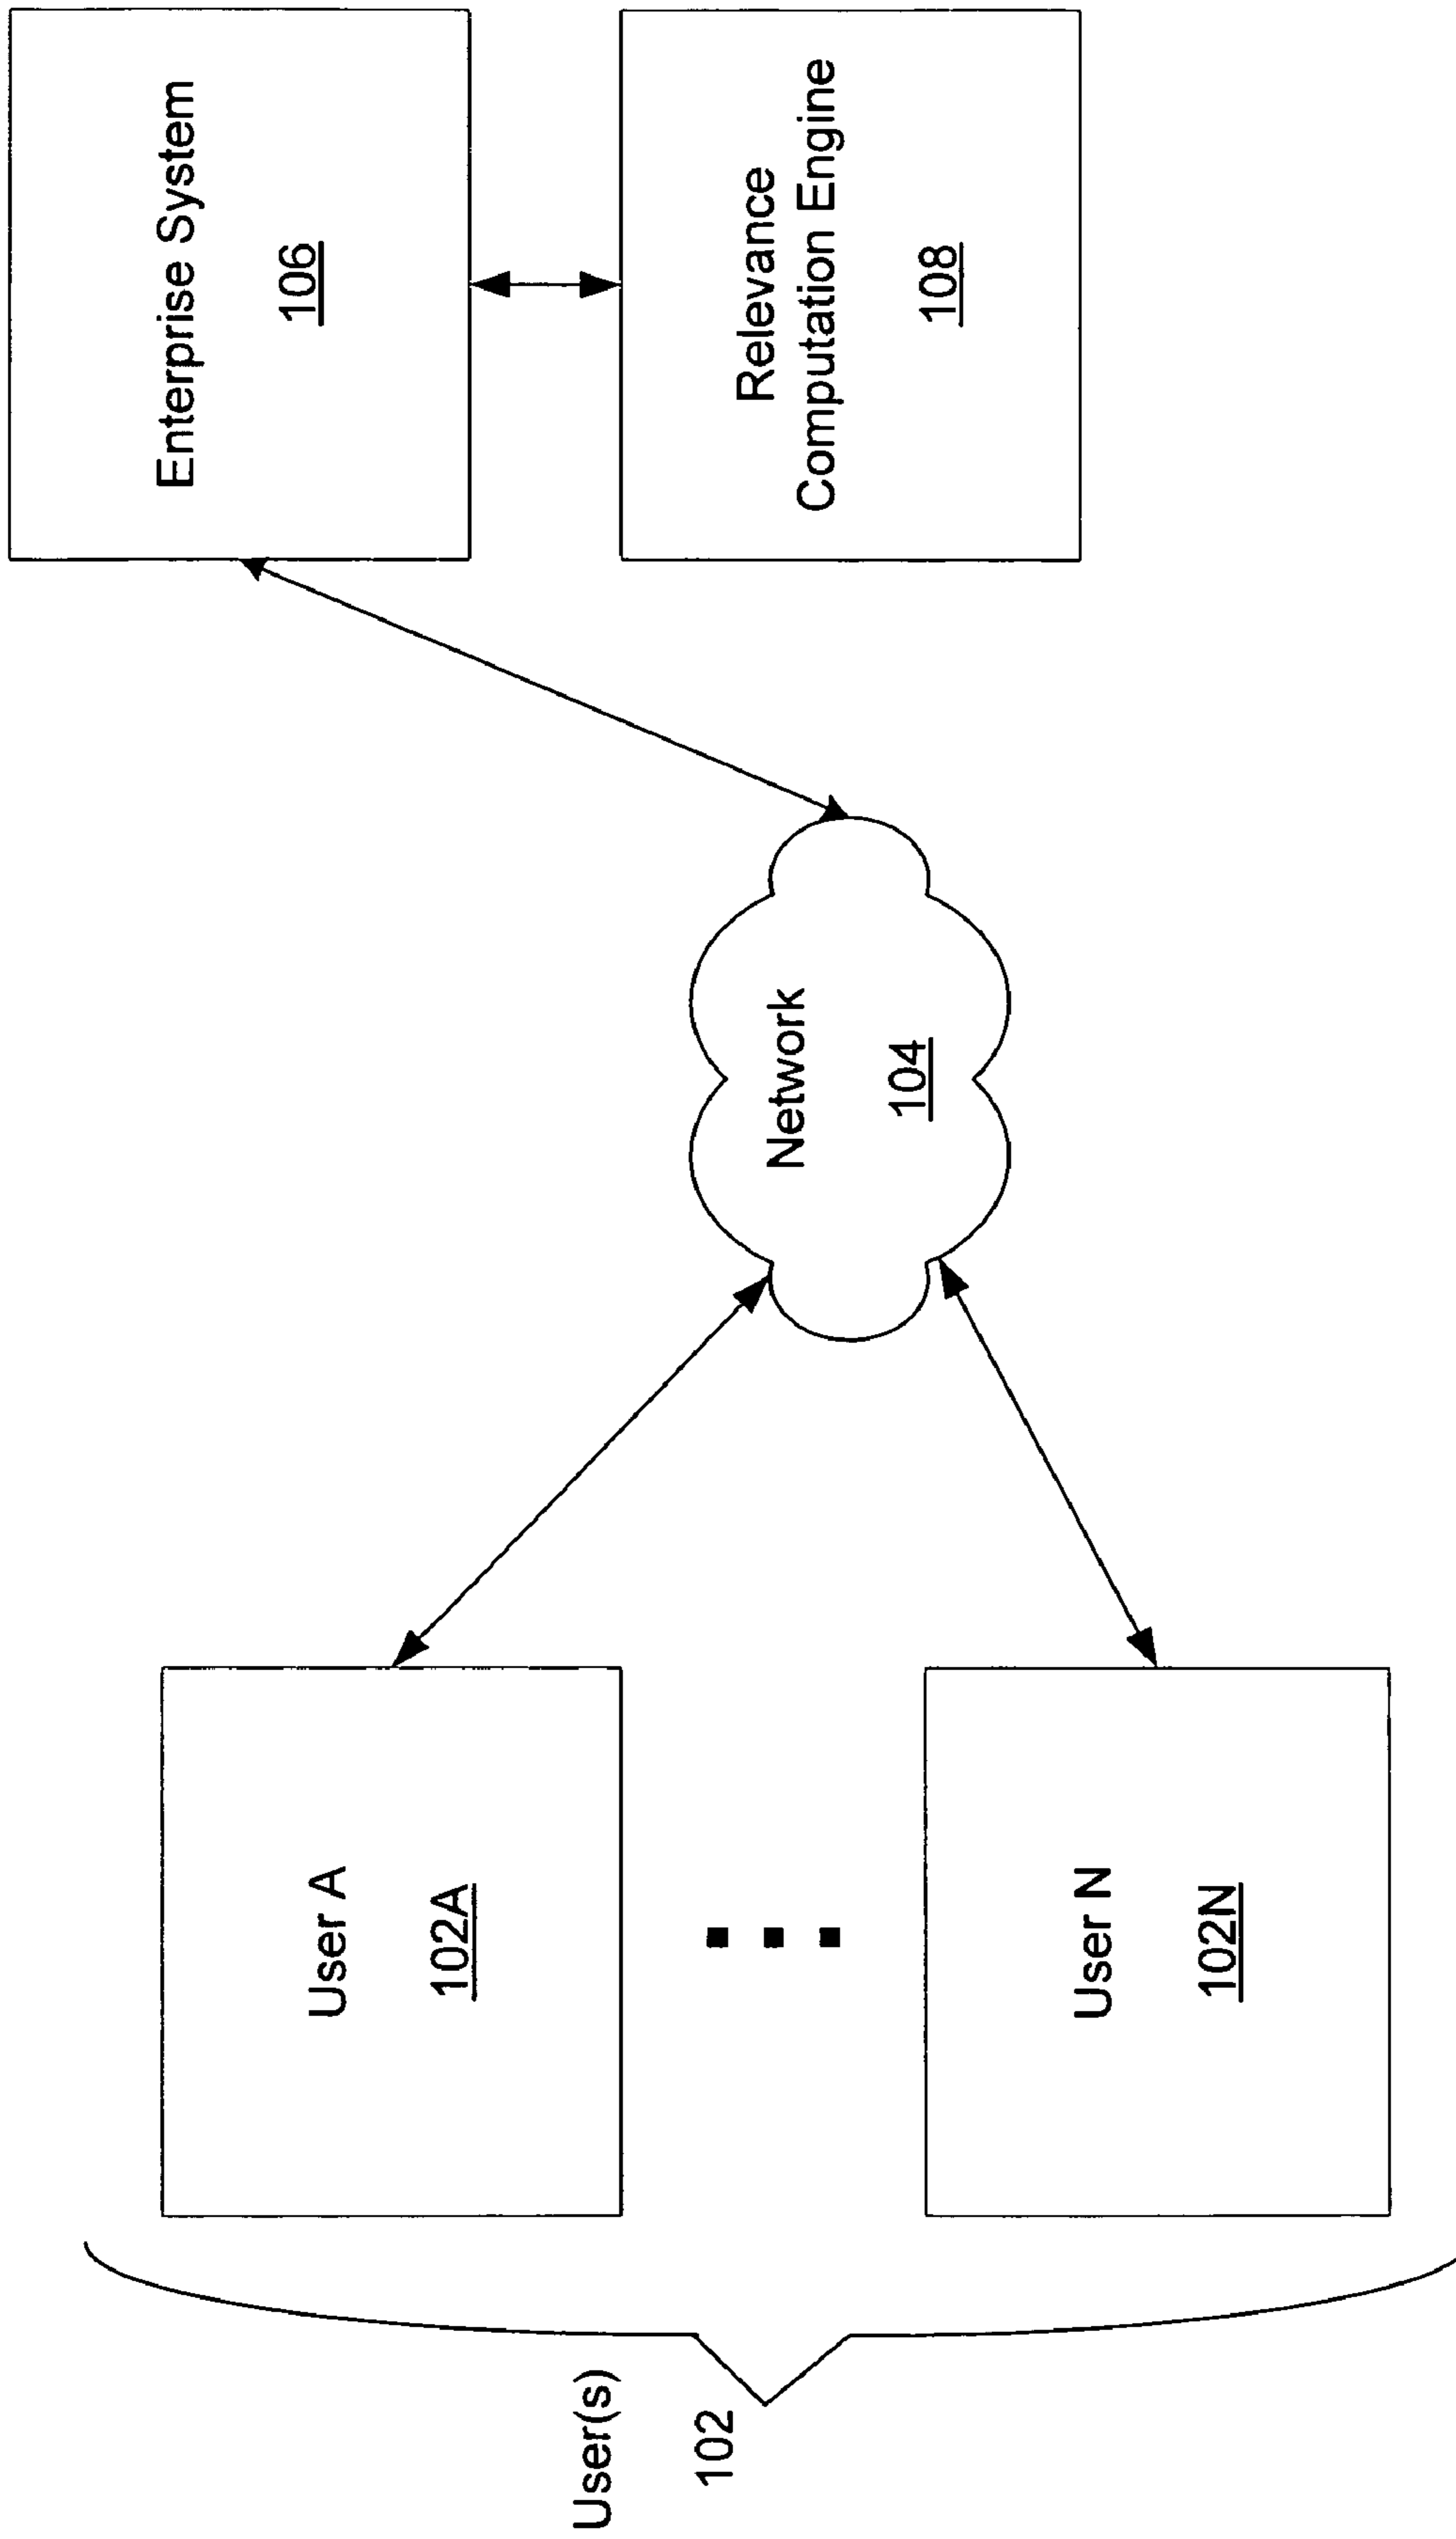 User(s)
102
User A
102A
User N
102N
Network
104
Enterprise System
106
Relevance
Computation Engine
108